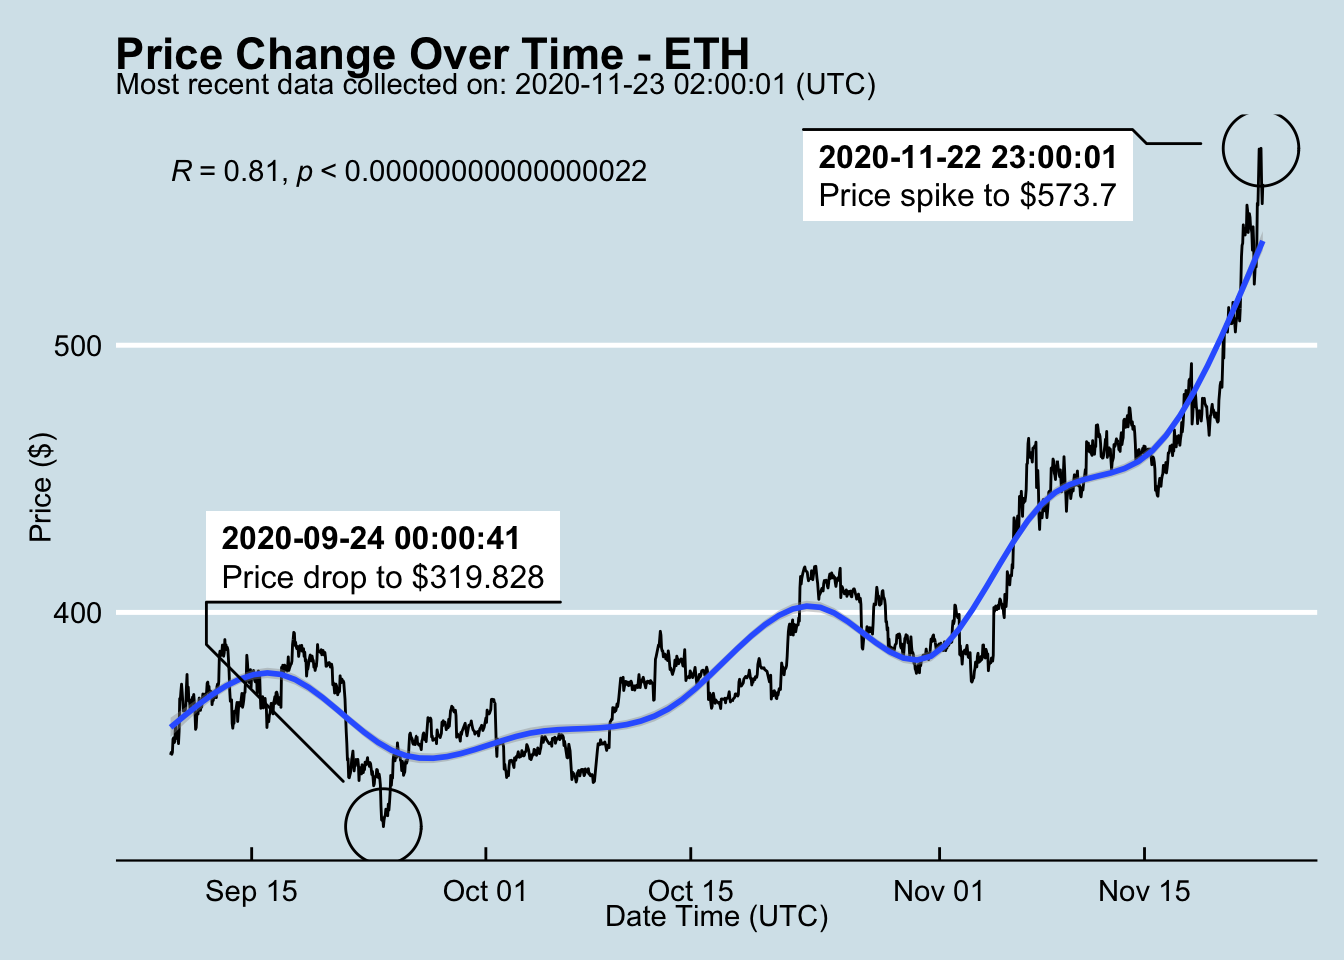 Price Change Over Time - ETH
Most recent data collected on: 2020-11-23 02:00:01 (UTC)
R = 0.81, p < 0.00000000000000022
2020-11-22 23:00:01
Price spike to $573.7
500
Price ($)
2020-09-24 00:00:41
Price drop to $319.828
400
Sep 15 Oct 01 Oct 15 Nov 01 Nov 15
Date Time (UTC)